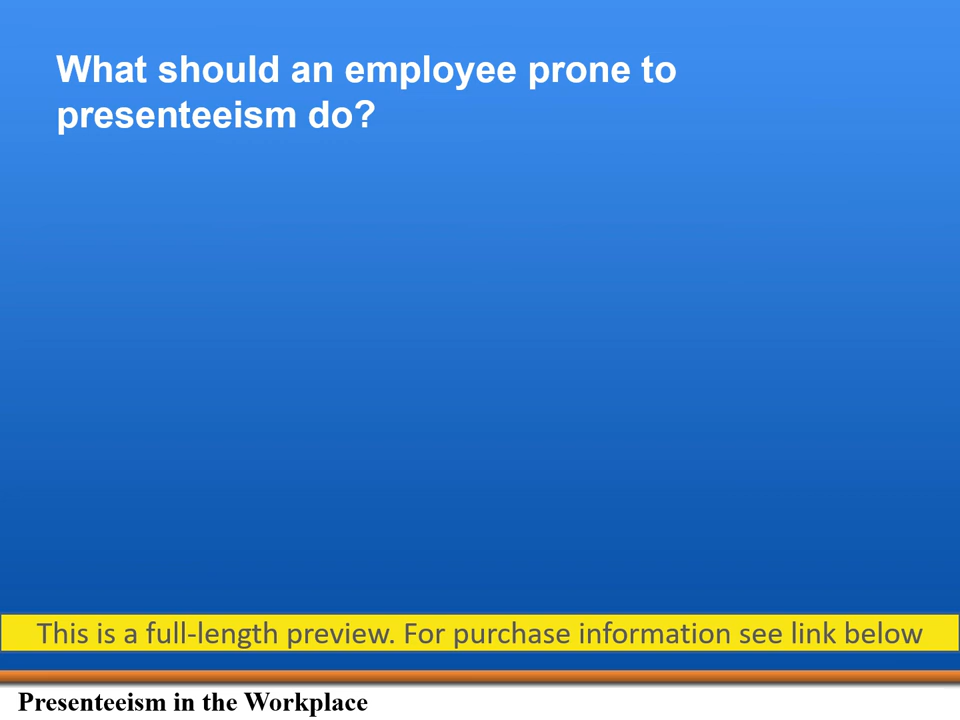 What should an employee prone to
presenteeism do?
This is a full-length preview. For purchase information see link below
Presenteeism in the Workplace